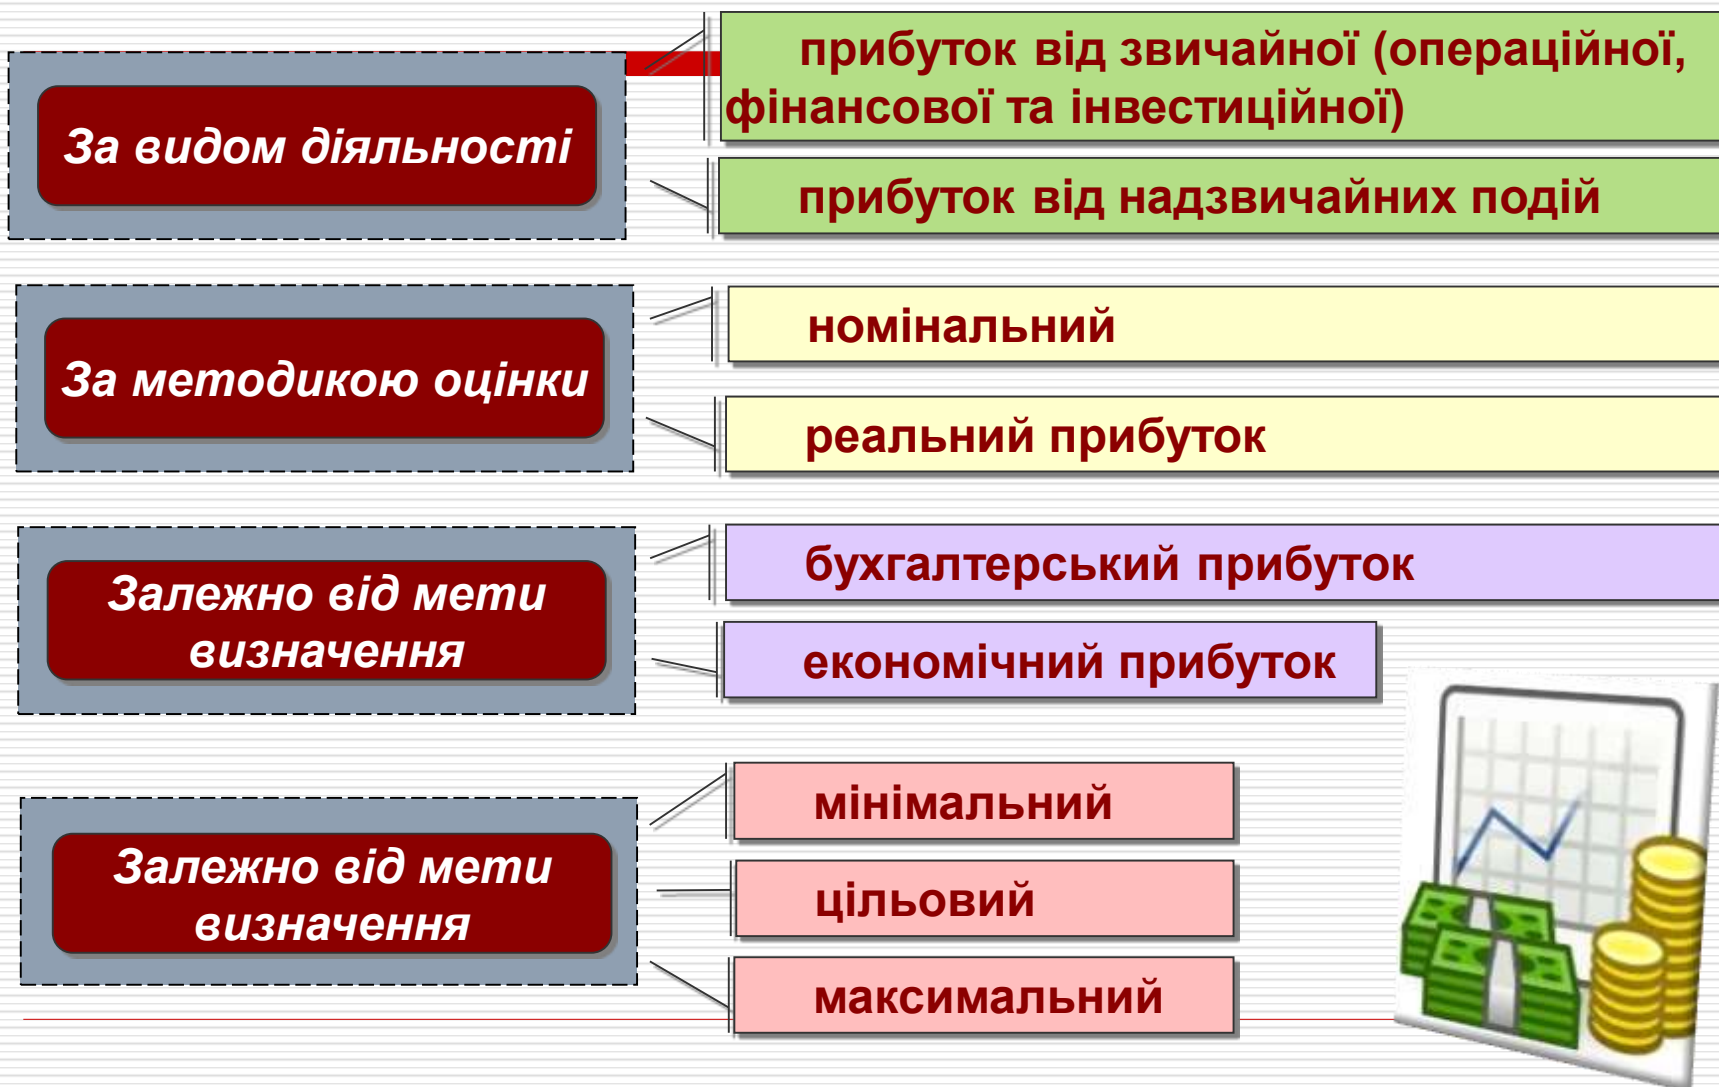 прибуток від звичайної (операційної,
фінансової та інвестиційної)
За видом діяльності
прибуток від надзвичайних подій
номінальний
За методикою оцінки
реальний прибуток
бухгалтерський прибуток
Залежно від мети
визначення
економічний прибуток
мінімальний
Залежно від мети
визначення
цільовий
максимальний